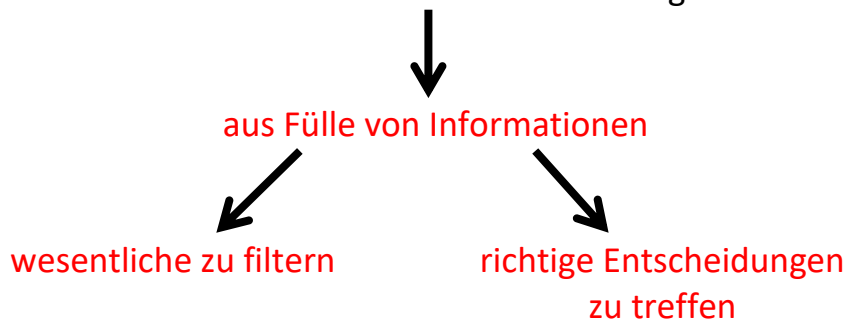 aus Fülle von Informationen
wesentliche zu filtern
richtige Entscheidungen
zu treffen